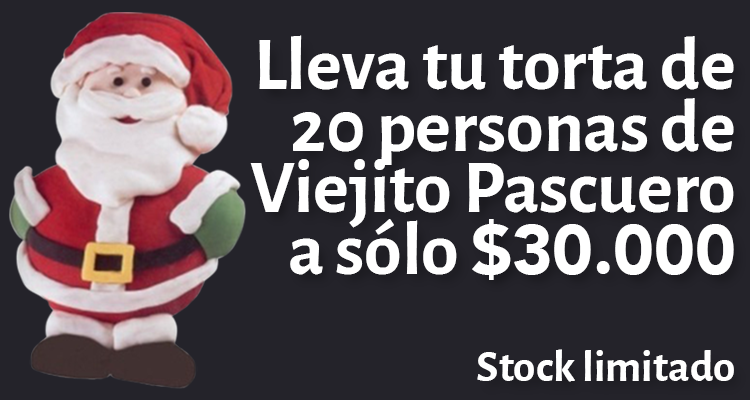 Lleva tu torta de
20 personas de
Viejito Pascuero
a sólo $30.000
Stock limitado